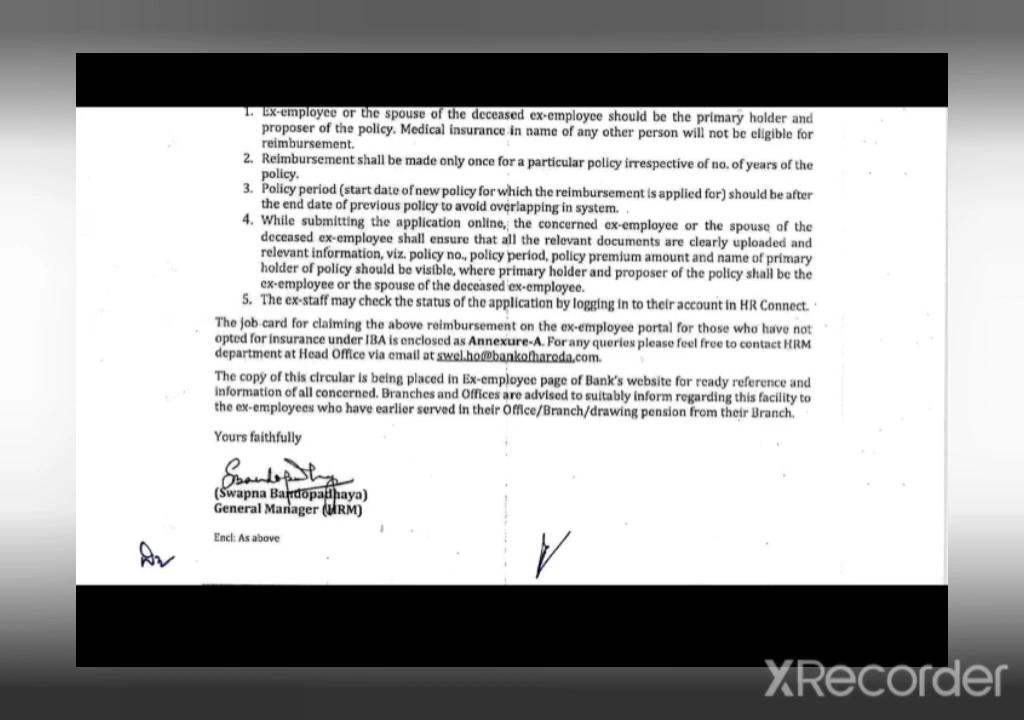 1. Ex-employee or the spouse of the deceased ex-employee should be the primary holder and
proposer of the policy. Medical insurance in name of any other person will not be eligible for
reimbursement.
2. Reimbursement shall be made only once for a particular policy irrespective of no. of years of the
policy.
3. Policy period (start date of new policy for which the reimbursement is applied for) should be after
the end date of previous policy to avoid overlapping in system.
4. While submitting the application online, the concerned ex-employee or the spouse of the
deceased ex-employee shall ensure that all the relevant documents are clearly uploaded and
relevant information, viz. policy no., policy period, policy premium amount and name of primary
holder of policy should be visible, where primary holder and proposer of the policy shall be the
ex-employee or the spouse of the deceased ex-employee.
5. The ex-staff may check the status of the application by logging in to their account in HR Connect.
The job card for claiming the above reimbursement on the ex-employee portal for those who have not
opted for insurance under IBA is enclosed as Annexure-A. For any queries please feel free to contact HRM
department at Head Office via email at swel.ho@bankofbaroda.com.
The copy of this circular is being placed in Ex-employee page of Bank's website for ready reference and
information of all concerned. Branches and Offices are advised to suitably inform regarding this facility to
the ex-employees who have earlier served in their Office/Branch/drawing pension from their Branch.
Yours faithfully
(Swapna Bandopadhaya)
General Manager (HRM)
Encl: As above
XRecorder